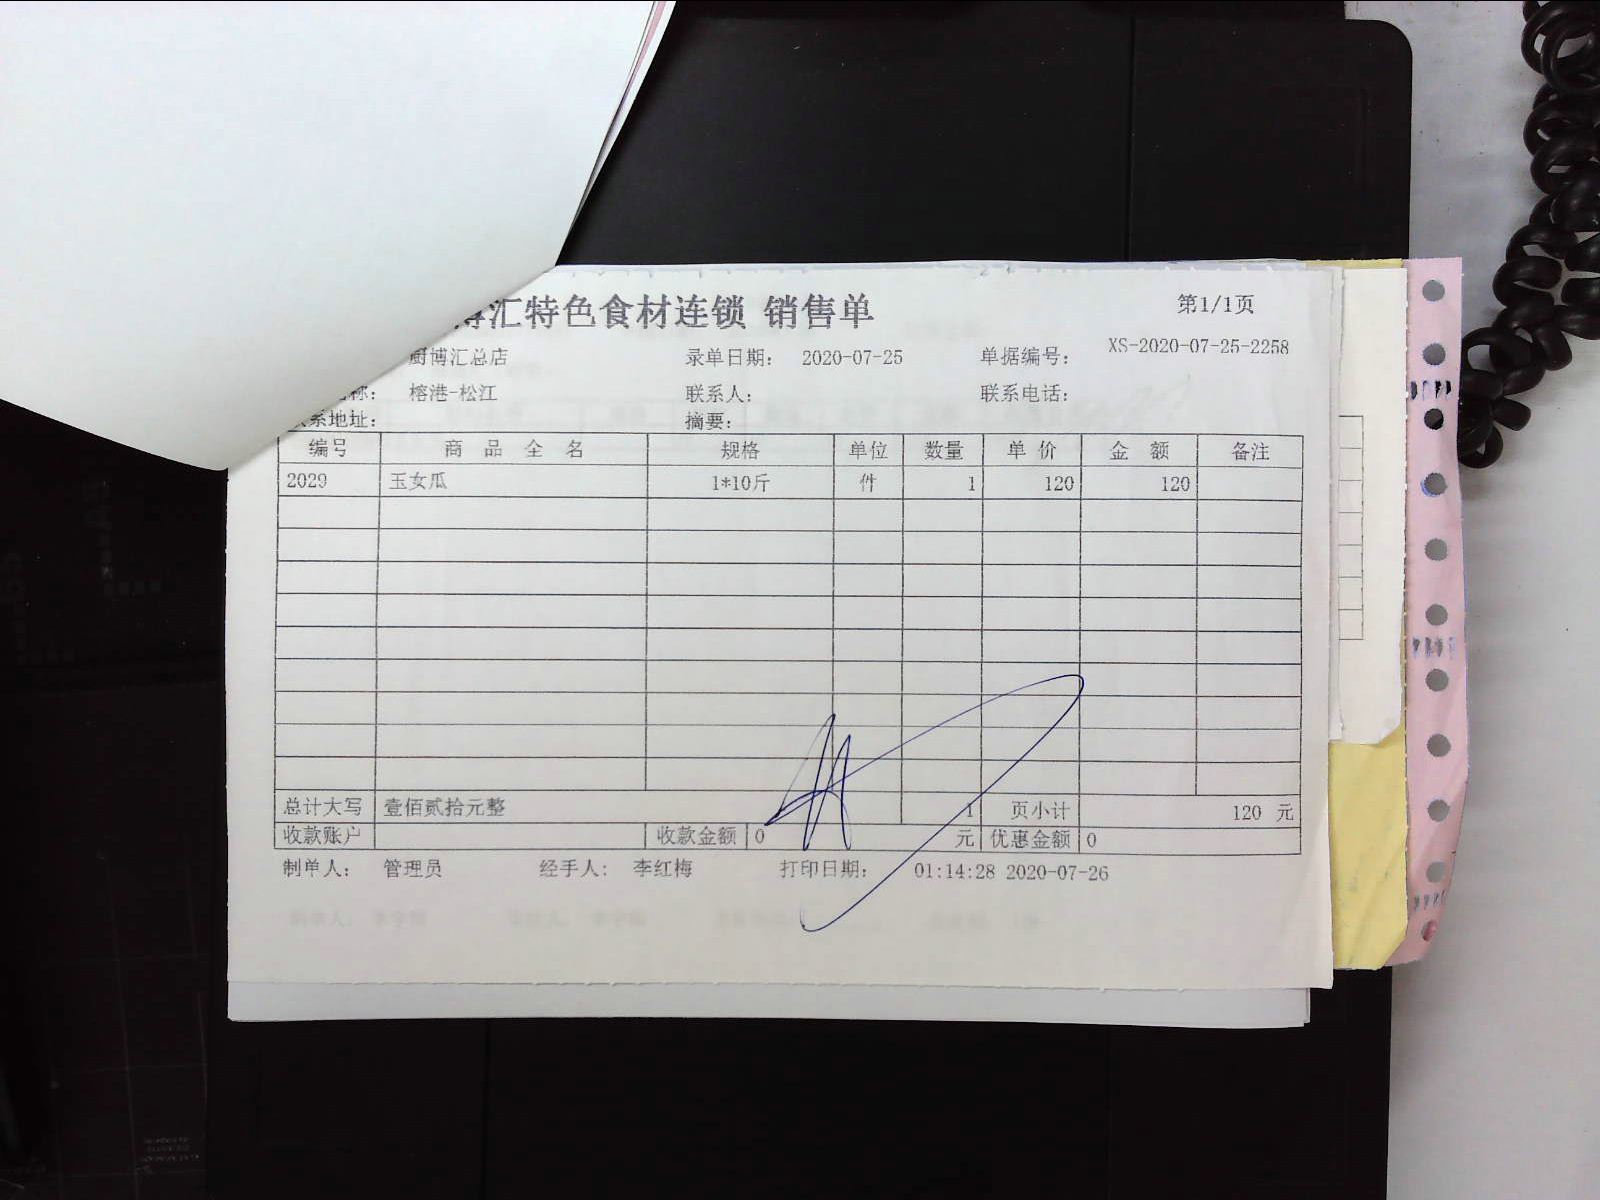 汇特色食材连锁 销售单 第1/1页
厨博汇总店 录单日期: 2020-07-25 单据编号: XS-2020-07-25-2258
称: 榕港-松江 联系人: 联系电话:
系地址: 摘要:
编号 商 品 全 名 规格 单位 数量 单 价 金 额 备注
2029 玉女瓜 1*10斤 件 1 120 120
总计大写 壹佰贰拾元整 1 页小计 120 元
收款账户 收款金额 0 元 优惠金额 0
制单人: 管理员 经手人: 李红梅 打印日期: 01:14:28 2020-07-26